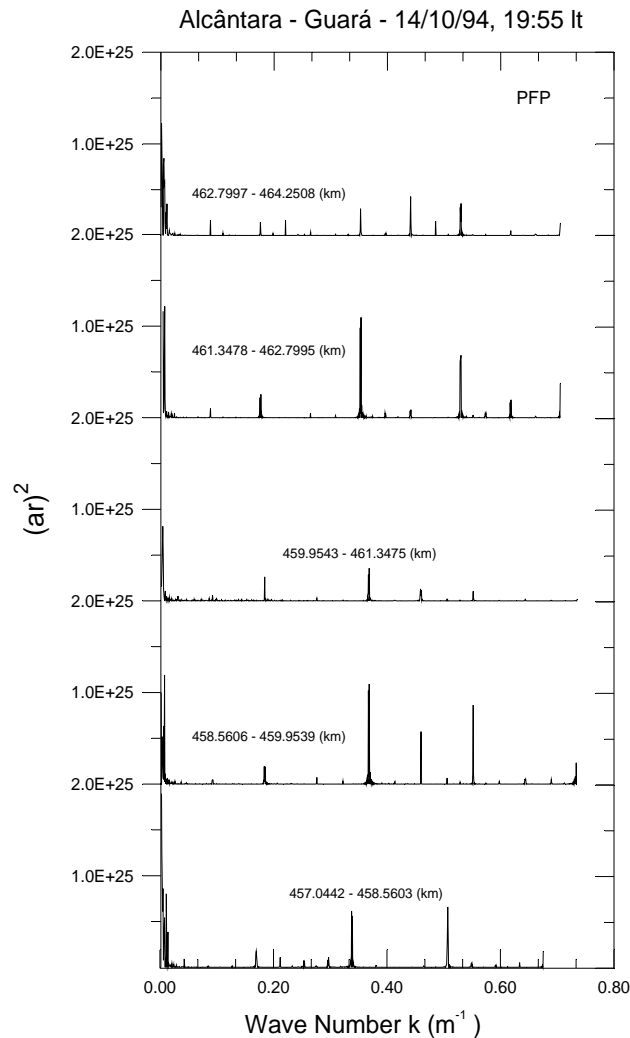 Alcântara - Guará - 14/10/94, 19:55 lt
2.0E+25
PFP
1.0E+25
462.7997 - 464.2508 (km)
2.0E+25
1.0E+25
461.3478 - 462.7995 (km)
2.0E+25
(ar)2
1.0E+25
459.9543 - 461.3475 (km)
2.0E+25
1.0E+25
458.5606 - 459.9539 (km)
2.0E+25
1.0E+25
457.0442 - 458.5603 (km)
0.00 0.20 0.40 0.60 0.80
Wave Number k (m-1 )